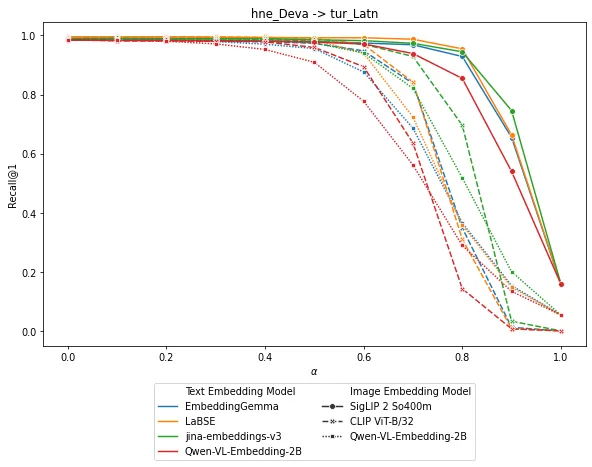 hne_Deva -> tur_Latn
Recall@1
1.0
0.8
0.6
0.4
0.2
0.0
0.0 0.2 0.4 0.6 0.8 1.0
α
Text Embedding Model
EmbeddingGemma
LaBSE
jina-embeddings-v3
Qwen-VL-Embedding-2B
Image Embedding Model
SigLIP 2 So400m
CLIP ViT-B/32
Qwen-VL-Embedding-2B